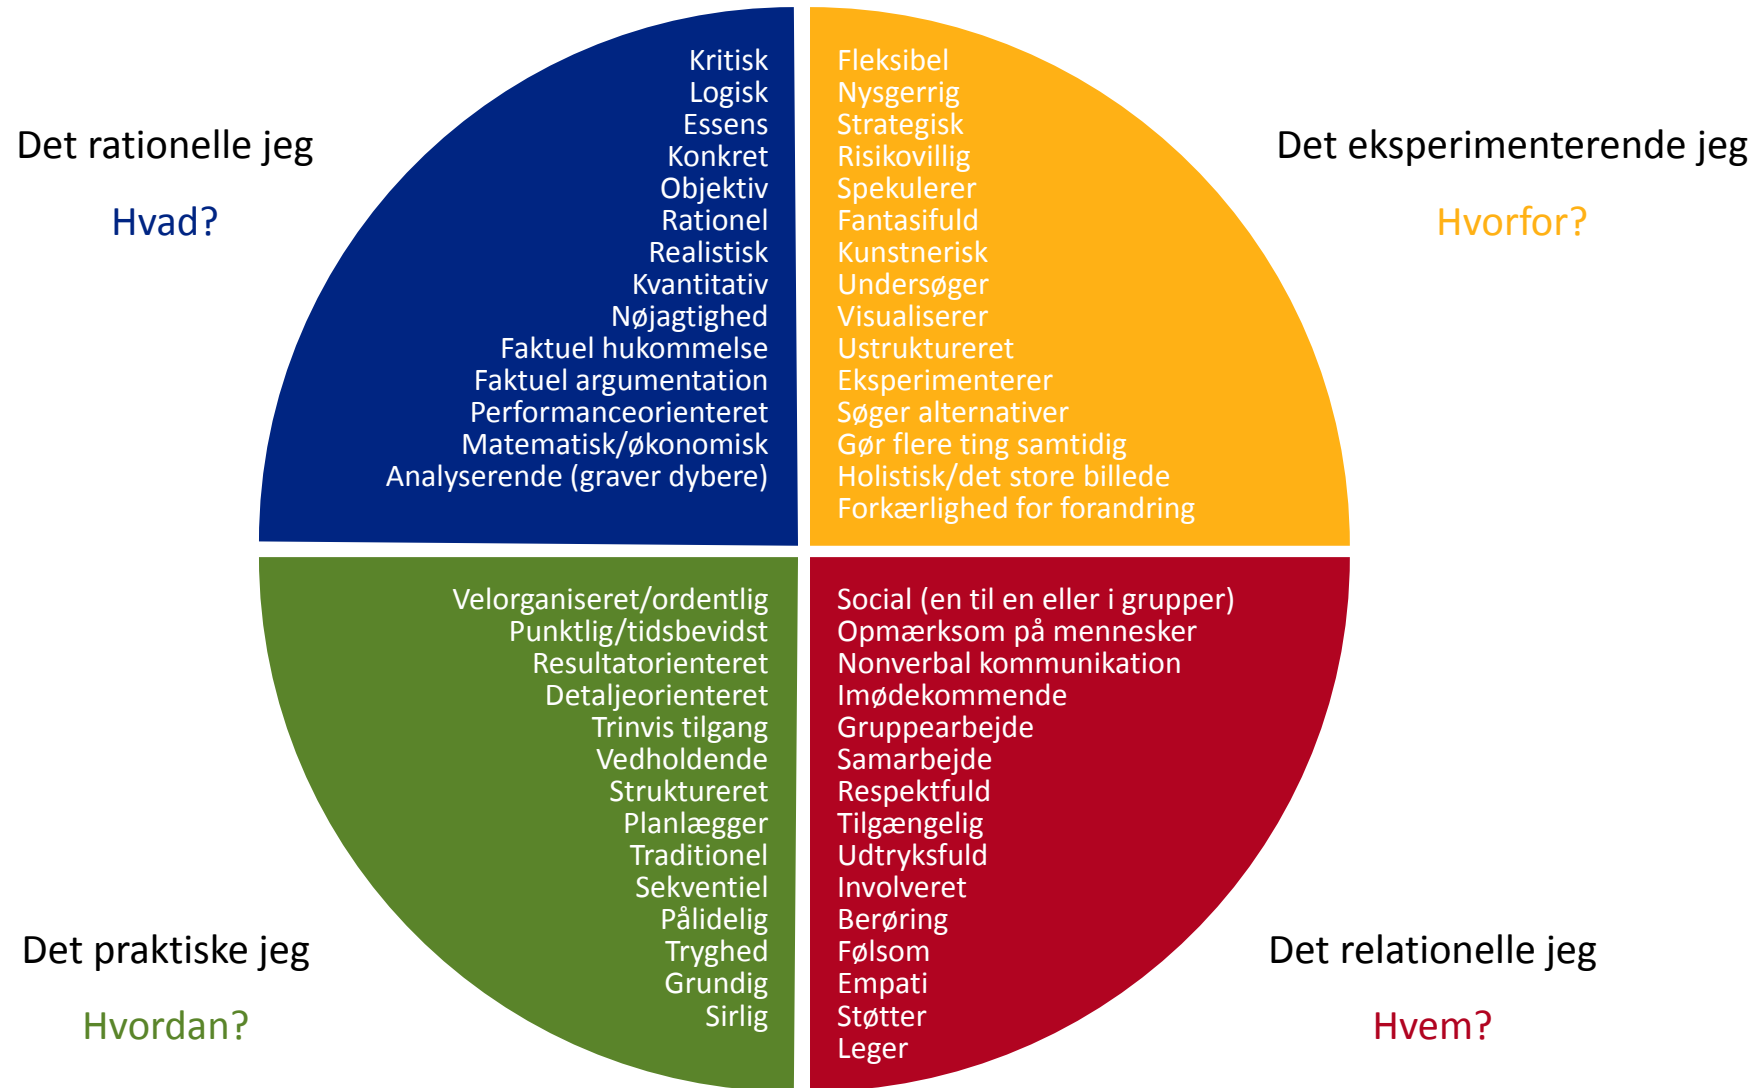 Det rationelle jeg
Hvad?
Kritisk
Logisk
Essens
Konkret
Objektiv
Rationel
Realistisk
Kvantitativ
Nøjagtighed
Faktuel hukommelse
Faktuel argumentation
Performanceorienteret
Matematisk/økonomisk
Analyserende (graver dybere)
Fleksibel
Nysgerrig
Strategisk
Risikovillig
Spekulerer
Fantasifuld
Kunstnerisk
Undersøger
Visualiserer
Ustruktureret
Eksperimenterer
Søger alternativer
Gør flere ting samtidig
Holistisk/det store billede
Forkærlighed for forandring
Det eksperimenterende jeg
Hvorfor?
Det praktiske jeg
Hvordan?
Velorganiseret/ordentlig
Punktlig/tidsbevidst
Resultatorienteret
Detaljeorienteret
Trinvis tilgang
Vedholdende
Struktureret
Planlægger
Traditionel
Sekventiel
Pålidelig
Tryghed
Grundig
Sirlig
Social (en til en eller i grupper)
Opmærksom på mennesker
Nonverbal kommunikation
Imødekommende
Gruppearbejde
Samarbejde
Respektfuld
Tilgængelig
Udtryksfuld
Involveret
Berøring
Følsom
Empati
Støtter
Leger
Det relationelle jeg
Hvem?